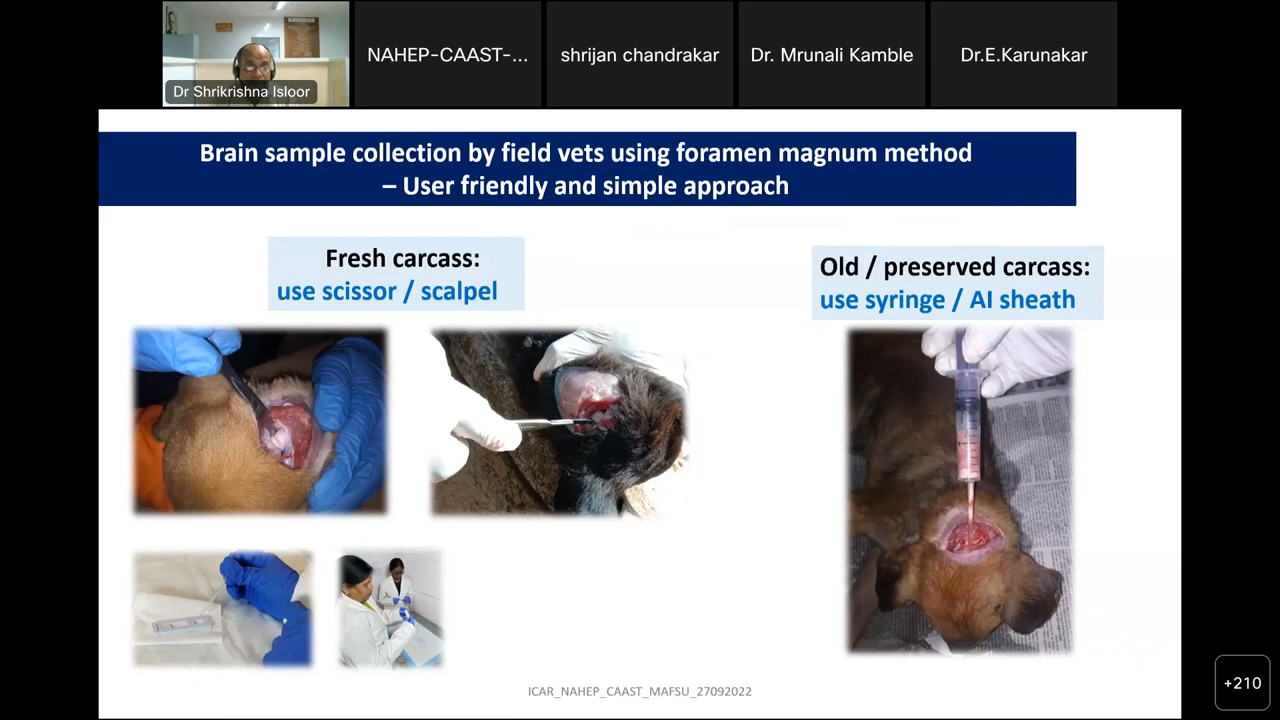 Dr Shrikrishna Isloor
NAHEP-CAAST-...
shrijan chandrakar
Dr. Mrunali Kamble
Dr.E.Karunakar
Brain sample collection by field vets using foramen magnum method
– User friendly and simple approach
Fresh carcass:
use scissor / scalpel
Old / preserved carcass:
use syringe / AI sheath
ICAR_NAHEP_CAAST_MAFSU_27092022
+210